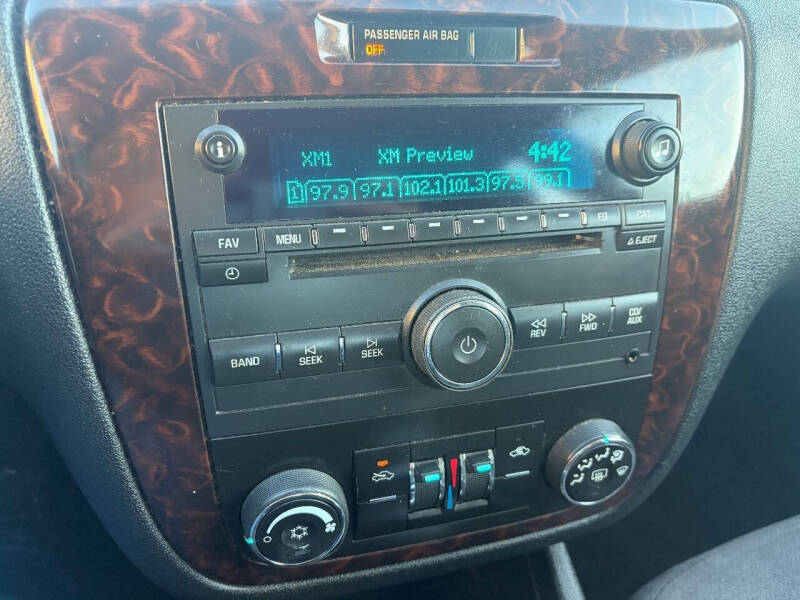 PASSENGER AIR BAG
OFF
XM1 XM Preview 4:42
1 97.9 97.1 102.1 101.3 97.5 99.1
FAV MENU EQ CAT
EJECT
BAND SEEK SEEK REV FWD CD/AUX